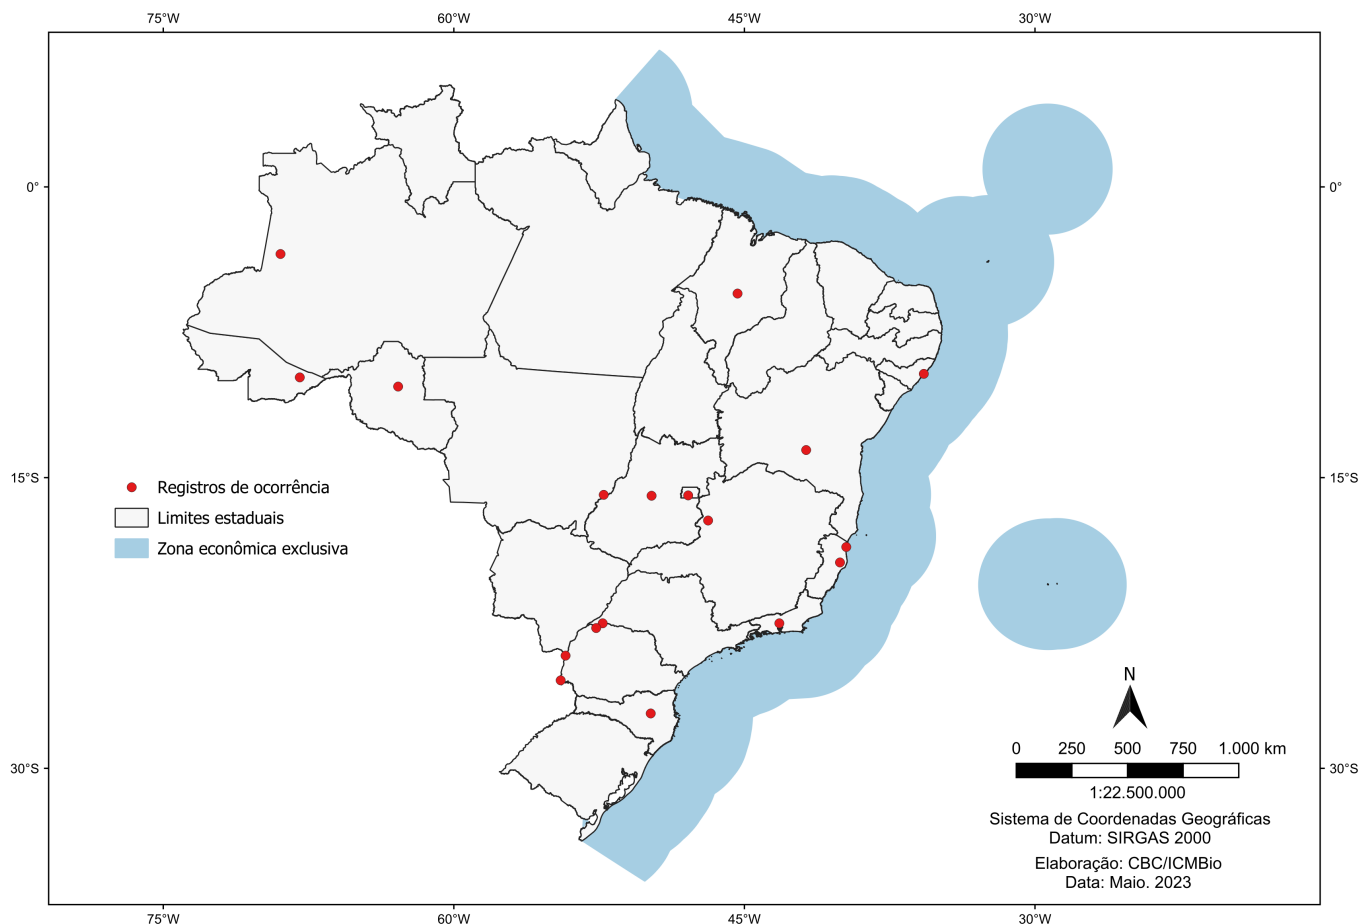 75°W 60°W 45°W 30°W
0° 0°
15°S 15°S
Registros de ocorrência
Limites estaduais
Zona econômica exclusiva
N
0 250 500 750 1.000 km
30°S 30°S
1:22.500.000
Sistema de Coordenadas Geográficas
Datum: SIRGAS 2000
Elaboração: CBC/ICMBio
Data: Maio. 2023
75°W 60°W 45°W 30°W